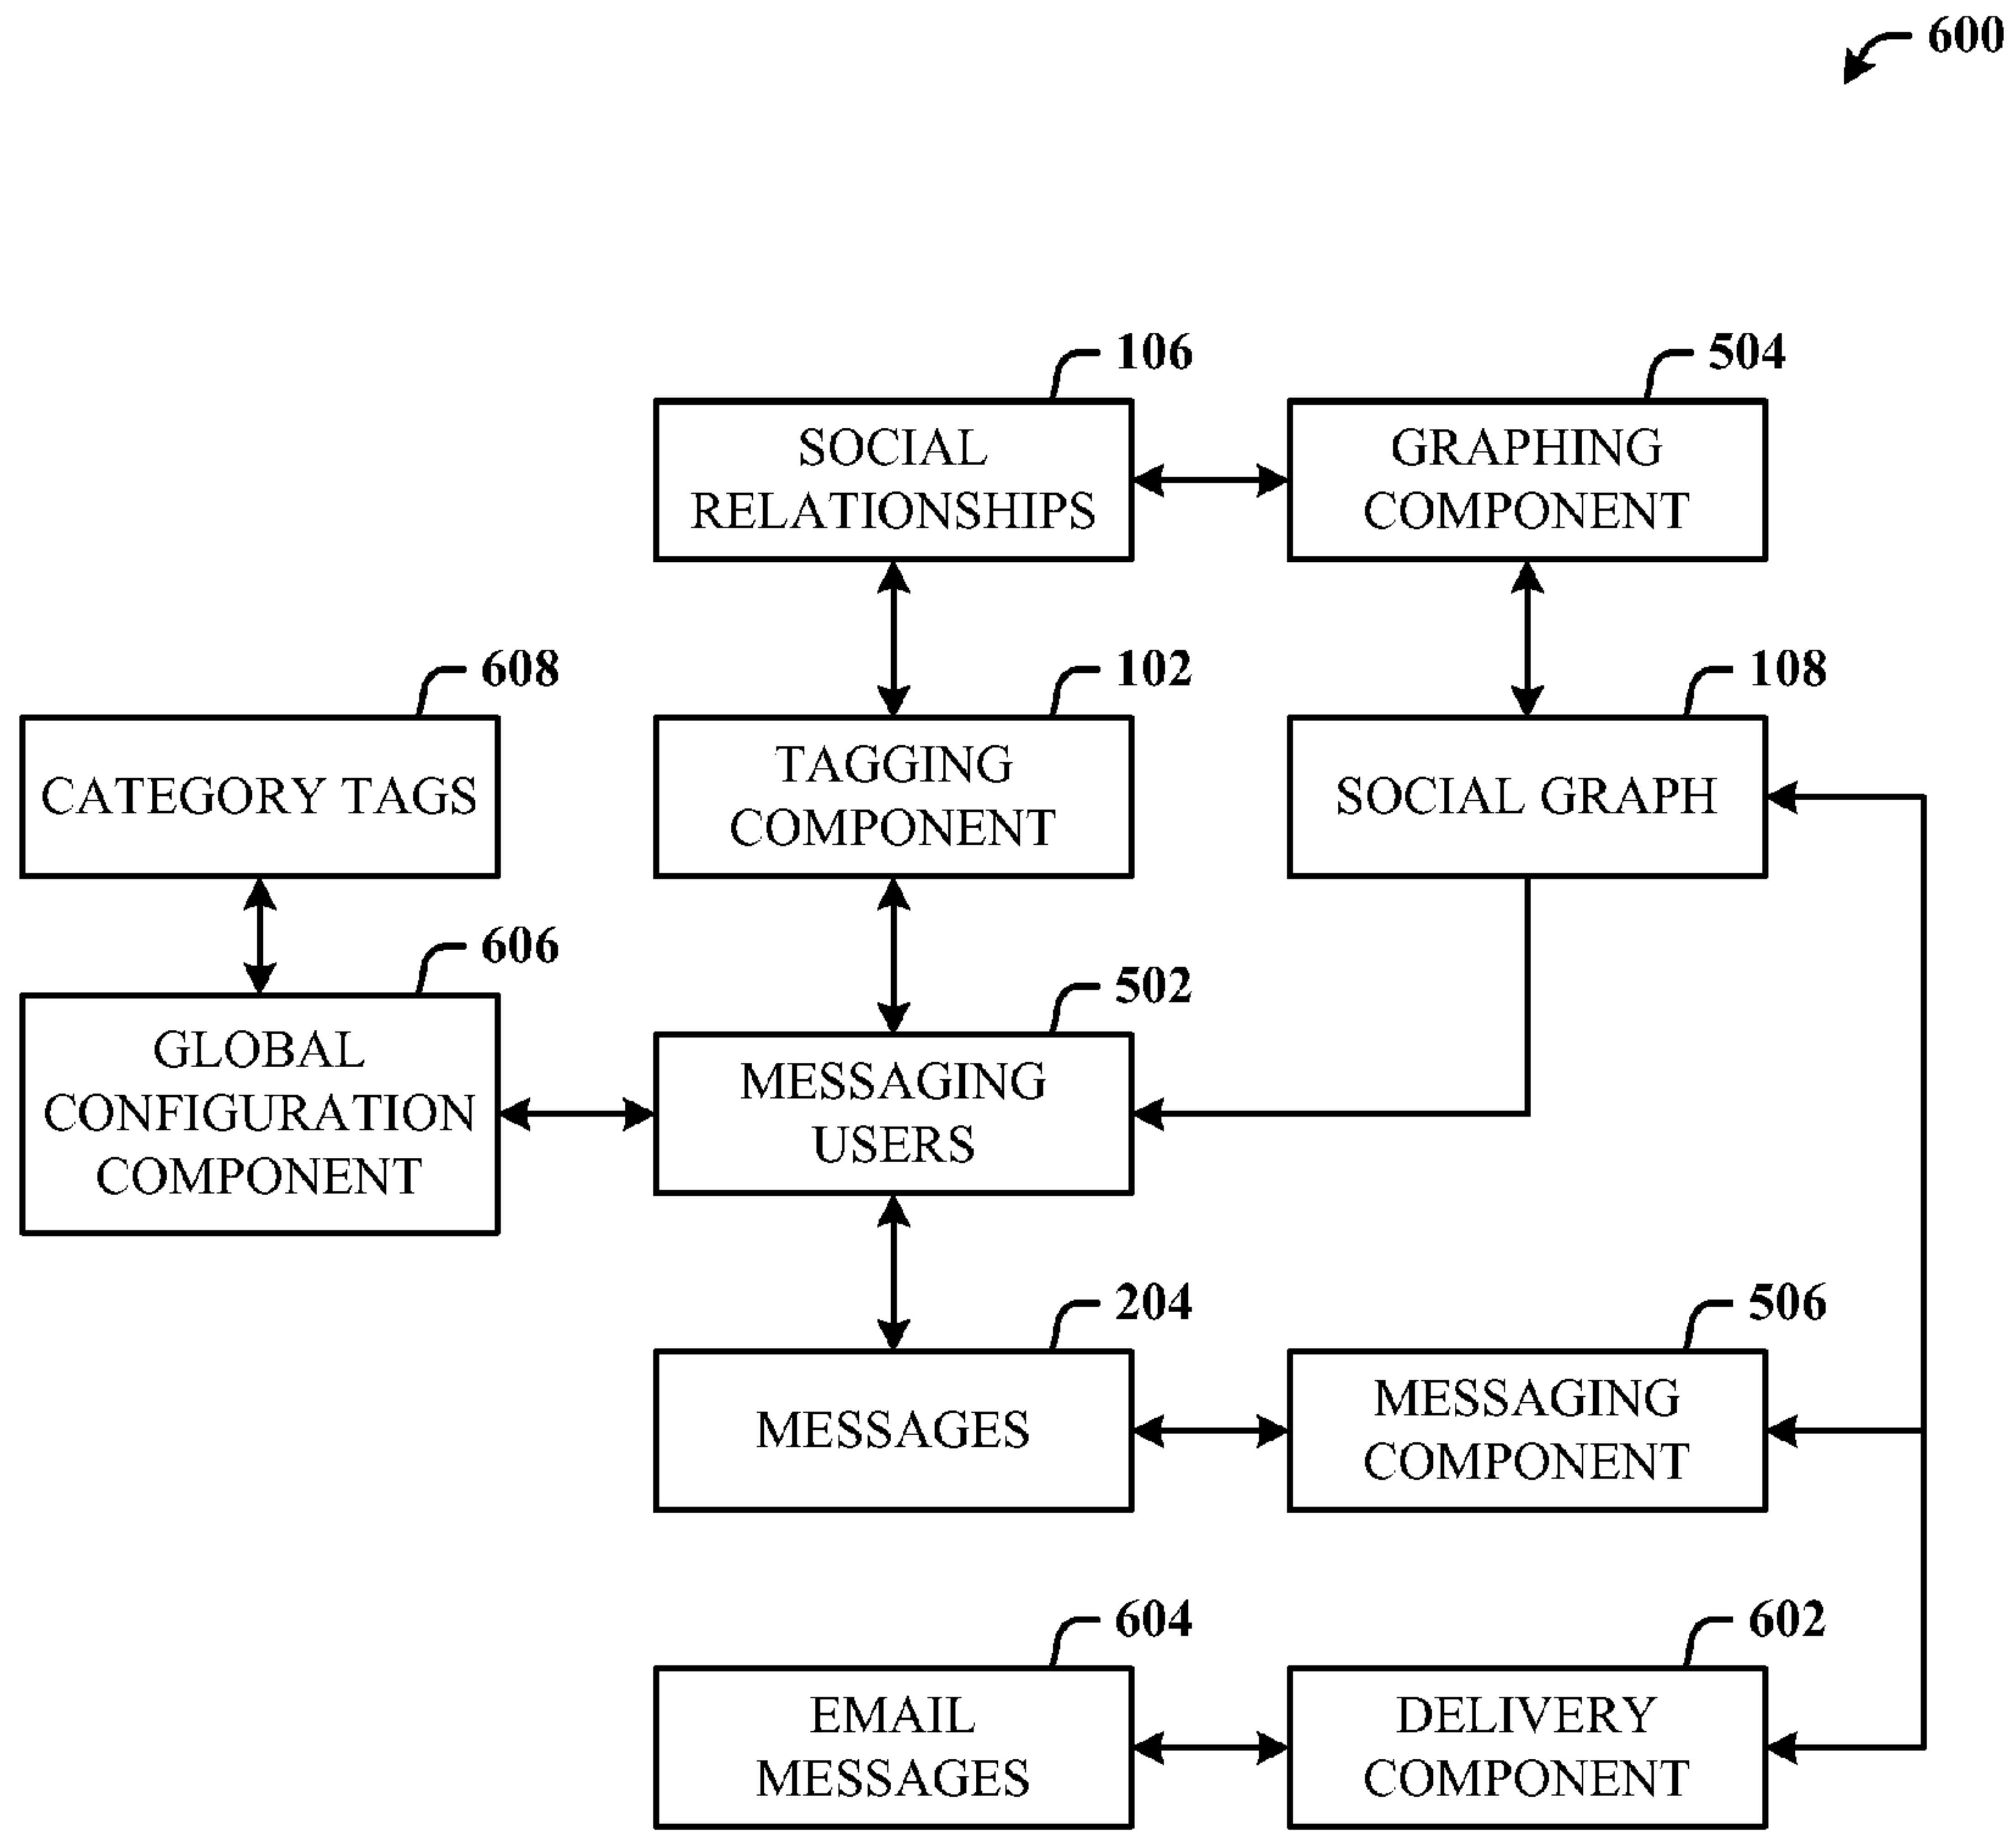 600
106
504
SOCIAL
RELATIONSHIPS
GRAPHING
COMPONENT
608
102
108
CATEGORY TAGS
TAGGING
COMPONENT
SOCIAL GRAPH
606
502
GLOBAL
CONFIGURATION
COMPONENT
MESSAGING
USERS
204
506
MESSAGES
MESSAGING
COMPONENT
604
602
EMAIL
MESSAGES
DELIVERY
COMPONENT